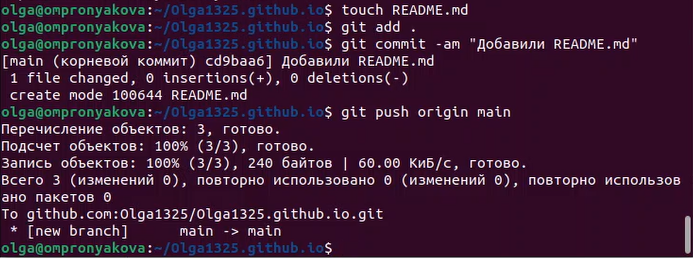 olga@ompronyakova:~/Olga1325.github.io$ touch README.md
olga@ompronyakova:~/Olga1325.github.io$ git add .
olga@ompronyakova:~/Olga1325.github.io$ git commit -am "Добавили README.md"
[main (корневой коммит) cd9baa6] Добавили README.md
 1 file changed, 0 insertions(+), 0 deletions(-)
 create mode 100644 README.md
olga@ompronyakova:~/Olga1325.github.io$ git push origin main
Перечисление объектов: 3, готово.
Подсчет объектов: 100% (3/3), готово.
Запись объектов: 100% (3/3), 240 байтов | 60.00 КиБ/с, готово.
Всего 3 (изменений 0), повторно использовано 0 (изменений 0), повторно использов
ано пакетов 0
To github.com:Olga1325/Olga1325.github.io.git
 * [new branch]      main -> main
olga@ompronyakova:~/Olga1325.github.io$